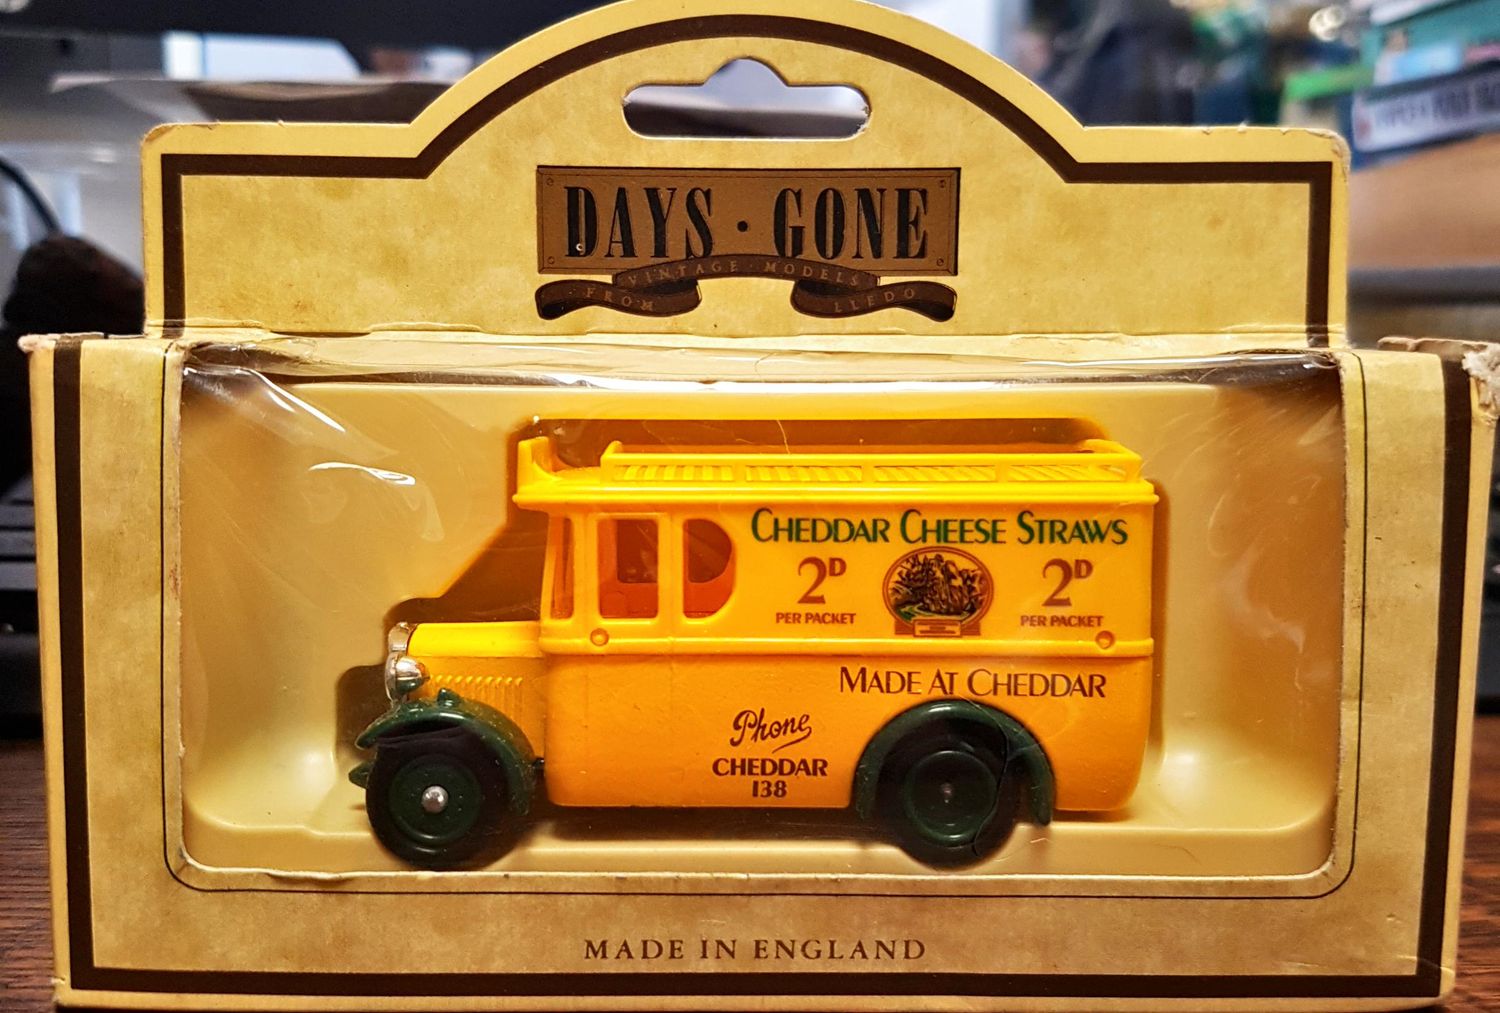 DAYS · GONE
VINTAGE · MODELS
FROM LLEDO
CHEDDAR CHEESE STRAWS
2D 2D
PER PACKET PER PACKET
MADE AT CHEDDAR
Phone
CHEDDAR
138
MADE IN ENGLAND